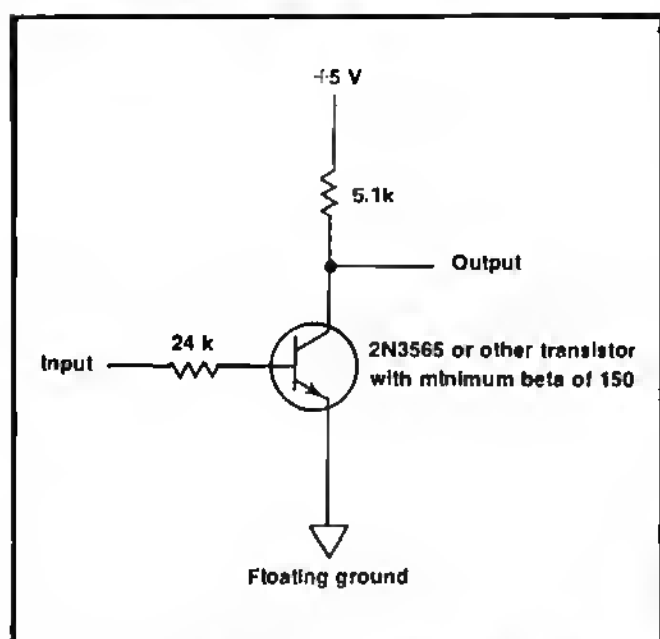 +5 V
5.1k
Output
24 k
Input
2N3565 or other transistor
with minimum beta of 150
Floating ground